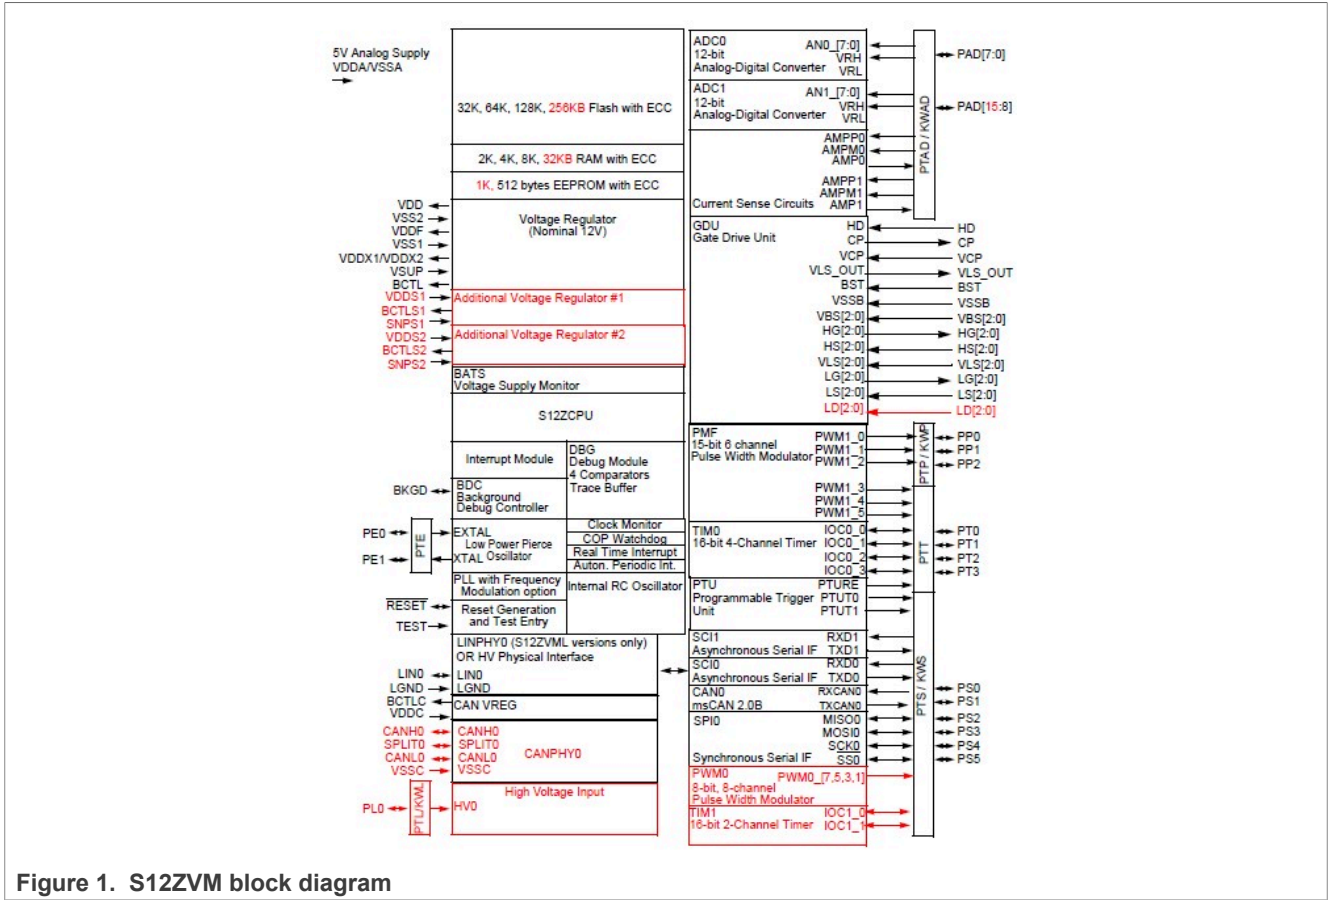 5V Analog Supply
VDDA/VSSA
32K, 64K, 128K, 256KB Flash with ECC
2K, 4K, 8K, 32KB RAM with ECC
1K, 512 bytes EEPROM with ECC
VDD
VSS2
VDDF
VSS1
VDDX1/VDDX2
VSUP
BCTL
Voltage Regulator
(Nominal 12V)
VDDS1
BCTLS1
SNPS1
Additional Voltage Regulator #1
VDDS2
BCTLS2
SNPS2
Additional Voltage Regulator #2
BATS
Voltage Supply Monitor
S12ZCPU
Interrupt Module
DBG
Debug Module
4 Comparators
Trace Buffer
BKGD
BDC
Background
Debug Controller
PE0
PE1
PTE
EXTAL
Low Power Pierce
XTAL Oscillator
Clock Monitor
COP Watchdog
Real Time Interrupt
Auton. Periodic Int.
PLL with Frequency
Modulation option
Internal RC Oscillator
RESET
TEST
Reset Generation
and Test Entry
LINPHY0 (S12ZVML versions only)
OR HV Physical Interface
LIN0
LGND
LIN0
LGND
BCTLC
VDDC
CAN VREG
CANH0
SPLIT0
CANL0
VSSC
CANH0
SPLIT0
CANL0
VSSC
CANPHY0
PL0
PTL/KWL
High Voltage Input
HV0
ADC0
12-bit
Analog-Digital Converter
AN0_[7:0]
VRH
VRL
PAD[7:0]
ADC1
12-bit
Analog-Digital Converter
AN1_[7:0]
VRH
VRL
PAD[15:8]
PTAD / KWAD
AMPP0
AMPM0
AMP0
AMPP1
AMPM1
Current Sense Circuits AMP1
GDU
Gate Drive Unit
HD
CP
VCP
VLS_OUT
BST
VSSB
VBS[2:0]
HG[2:0]
HS[2:0]
VLS[2:0]
LG[2:0]
LS[2:0]
LD[2:0]
HD
CP
VCP
VLS_OUT
BST
VSSB
VBS[2:0]
HG[2:0]
HS[2:0]
VLS[2:0]
LG[2:0]
LS[2:0]
LD[2:0]
PMF
15-bit 6 channel
Pulse Width Modulator
PWM1_0
PWM1_1
PWM1_2
PWM1_3
PWM1_4
PWM1_5
PTP / KWP
PP0
PP1
PP2
TIM0
16-bit 4-Channel Timer
IOC0_0
IOC0_1
IOC0_2
IOC0_3
PTT
PT0
PT1
PT2
PT3
PTU
Programmable Trigger
Unit
PTURE
PTUT0
PTUT1
SCI1
Asynchronous Serial IF
RXD1
TXD1
SCI0
Asynchronous Serial IF
RXD0
TXD0
CAN0
msCAN 2.0B
RXCAN0
TXCAN0
SPI0
Synchronous Serial IF
MISO0
MOSI0
SCK0
SS0
PTS / KWS
PS0
PS1
PS2
PS3
PS4
PS5
PWM0
8-bit, 8-channel
Pulse Width Modulator
PWM0_[7,5,3,1]
TIM1
16-bit 2-Channel Timer
IOC1_0
IOC1_1
Figure 1. S12ZVM block diagram